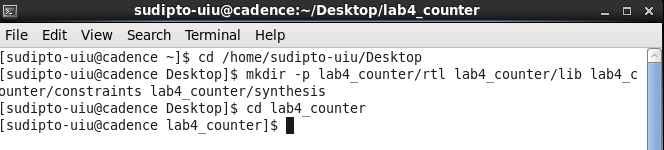 sudipto-uiu@cadence:~/Desktop/lab4_counter
File Edit View Search Terminal Help
[sudipto-uiu@cadence ~]$ cd /home/sudipto-uiu/Desktop
[sudipto-uiu@cadence Desktop]$ mkdir -p lab4_counter/rtl lab4_counter/lib lab4_c
ounter/constraints lab4_counter/synthesis
[sudipto-uiu@cadence Desktop]$ cd lab4_counter
[sudipto-uiu@cadence lab4_counter]$